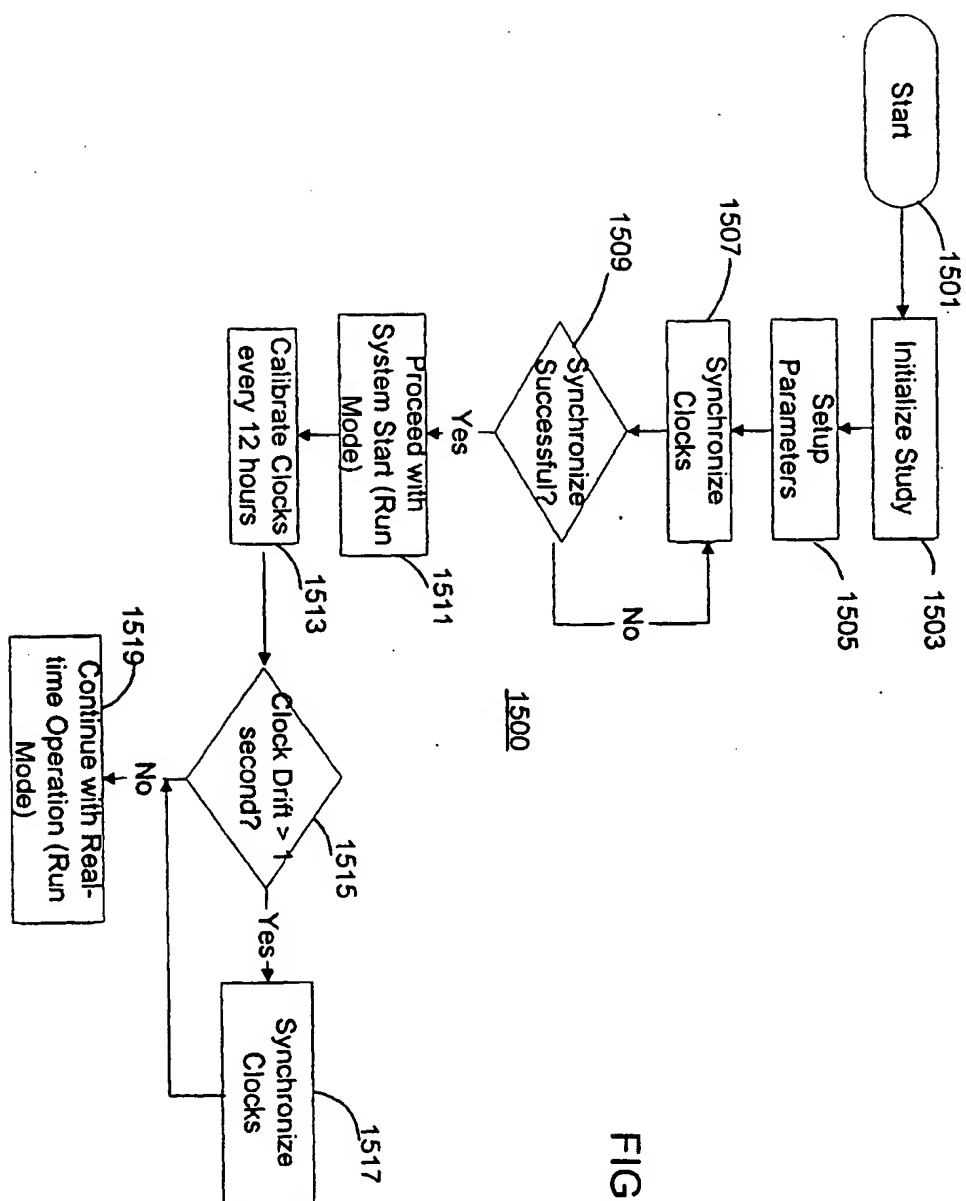 Start
1501
Initialize Study
1503
Setup
Parameters
1505
1507
Synchronize
Clocks
1509
Synchronize
Successful?
No
Yes
Proceed with
System Start (Run
Mode)
1511
Calibrate Clocks
every 12 hours
1513
1500
Clock Drift > 1
second?
1515
Yes
Synchronize
Clocks
1517
No
1519
Continue with Real-
time Operation (Run
Mode)
FIG